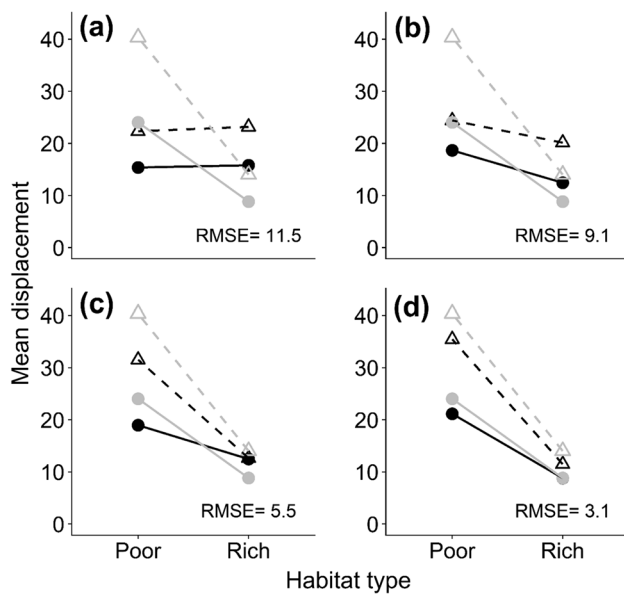 (a)
(b)
40
30
20
10
0
RMSE= 11.5
40
30
20
10
0
RMSE= 9.1
Mean displacement
(c)
(d)
40
30
20
10
0
RMSE= 5.5
40
30
20
10
0
RMSE= 3.1
Poor Rich
Poor Rich
Habitat type